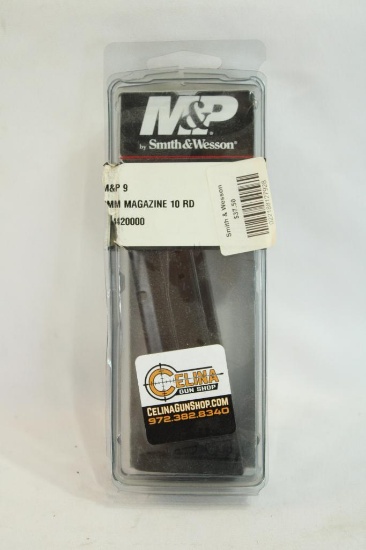 M&P
by Smith & Wesson
M&P 9
MM MAGAZINE 10 RD
4420000
Smith & Wesson
$37.50
CELINA
GUN SHOP
CELINAGUNSHOP.COM
972.382.8340